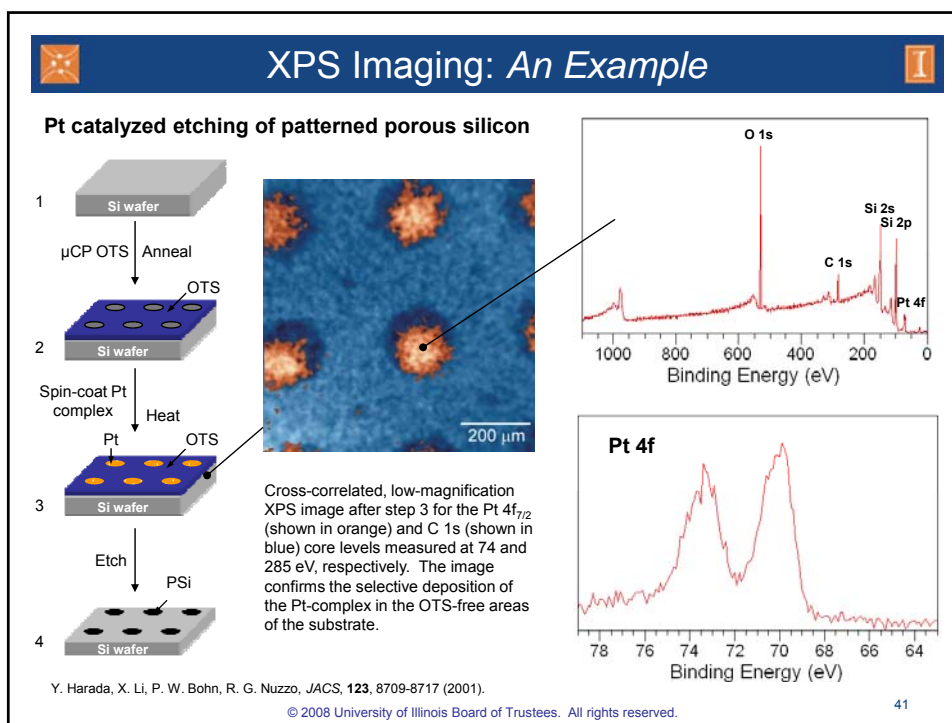 XPS Imaging: An Example
I
Pt catalyzed etching of patterned porous silicon
1
Si wafer
µCP OTS
Anneal
OTS
2
Si wafer
Spin-coat Pt
complex
Heat
Pt
OTS
3
Si wafer
Etch
PSi
4
Si wafer
200 µm
Cross-correlated, low-magnification
XPS image after step 3 for the Pt 4f7/2
(shown in orange) and C 1s (shown in
blue) core levels measured at 74 and
285 eV, respectively. The image
confirms the selective deposition of
the Pt-complex in the OTS-free areas
of the substrate.
O 1s
Si 2s
Si 2p
C 1s
Pt 4f
1000 800 600 400 200 0
Binding Energy (eV)
Pt 4f
78 76 74 72 70 68 66 64
Binding Energy (eV)
Y. Harada, X. Li, P. W. Bohn, R. G. Nuzzo, JACS, 123, 8709-8717 (2001).
© 2008 University of Illinois Board of Trustees. All rights reserved.
41